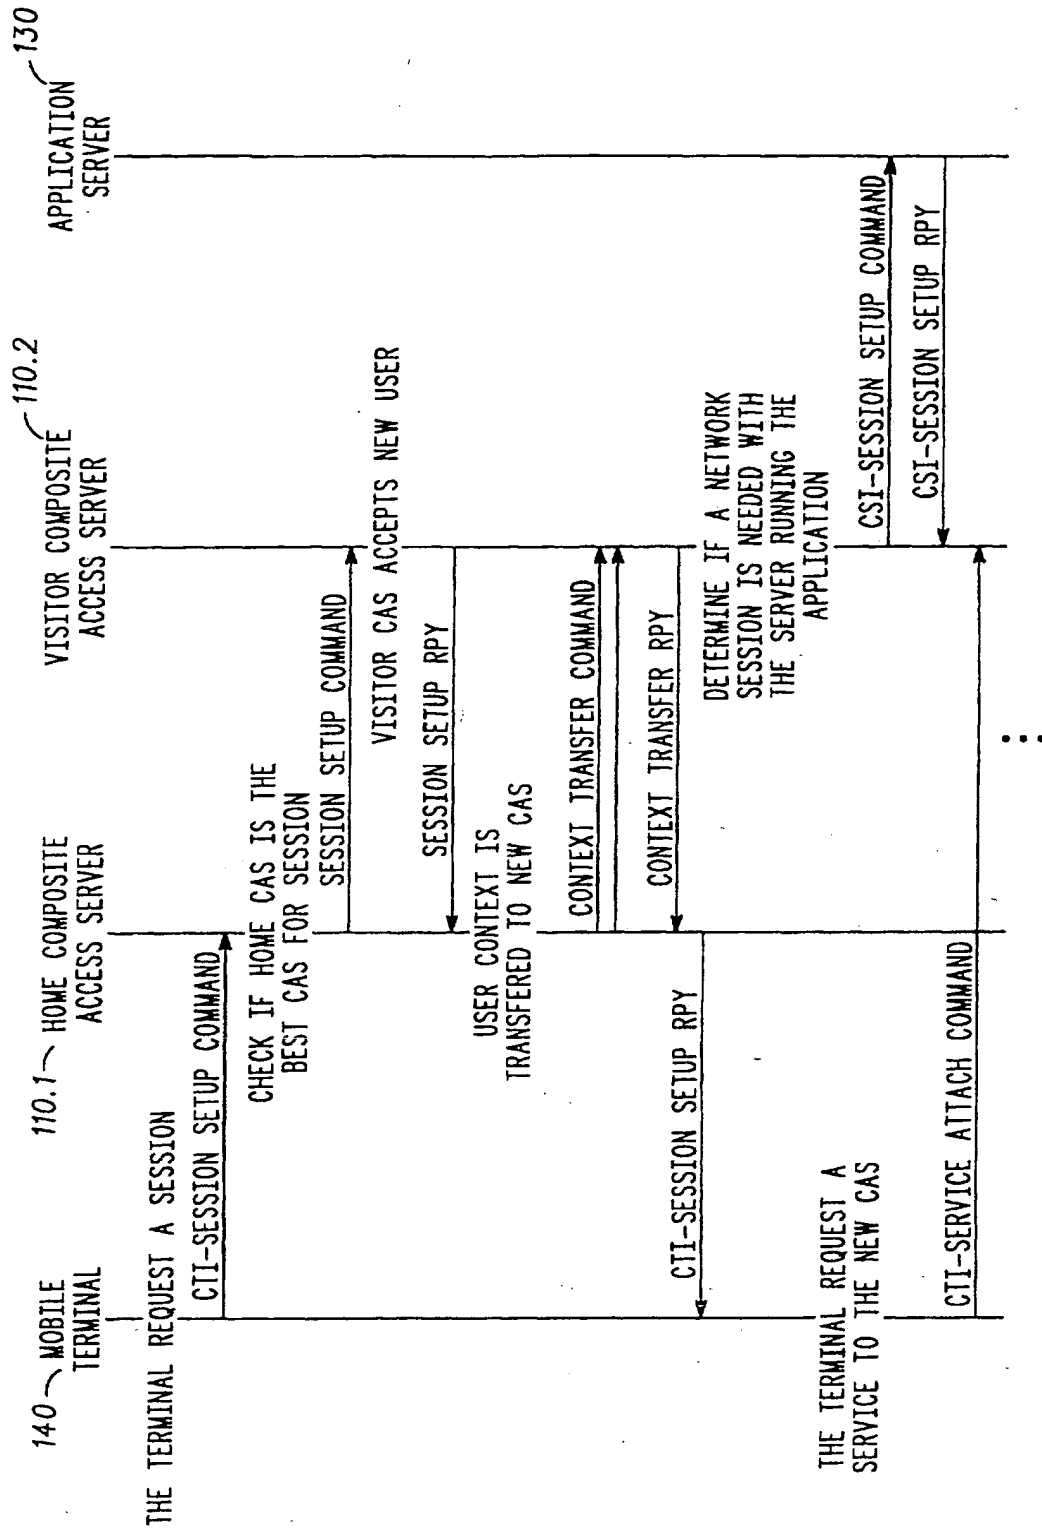 140 MOBILE
TERMINAL
110.1 HOME COMPOSITE
ACCESS SERVER
VISITOR COMPOSITE 110.2
ACCESS SERVER
APPLICATION 130
SERVER
THE TERMINAL REQUEST A SESSION
CTI-SESSION SETUP COMMAND
CHECK IF HOME CAS IS THE
BEST CAS FOR SESSION
SESSION SETUP COMMAND
VISITOR CAS ACCEPTS NEW USER
SESSION SETUP RPY
USER CONTEXT IS
TRANSFERED TO NEW CAS
CONTEXT TRANSFER COMMAND
CONTEXT TRANSFER RPY
CTI-SESSION SETUP RPY
DETERMINE IF A NETWORK
SESSION IS NEEDED WITH
THE SERVER RUNNING THE
APPLICATION
THE TERMINAL REQUEST A
SERVICE TO THE NEW CAS
CSI-SESSION SETUP COMMAND
CSI-SESSION SETUP RPY
CTI-SERVICE ATTACH COMMAND